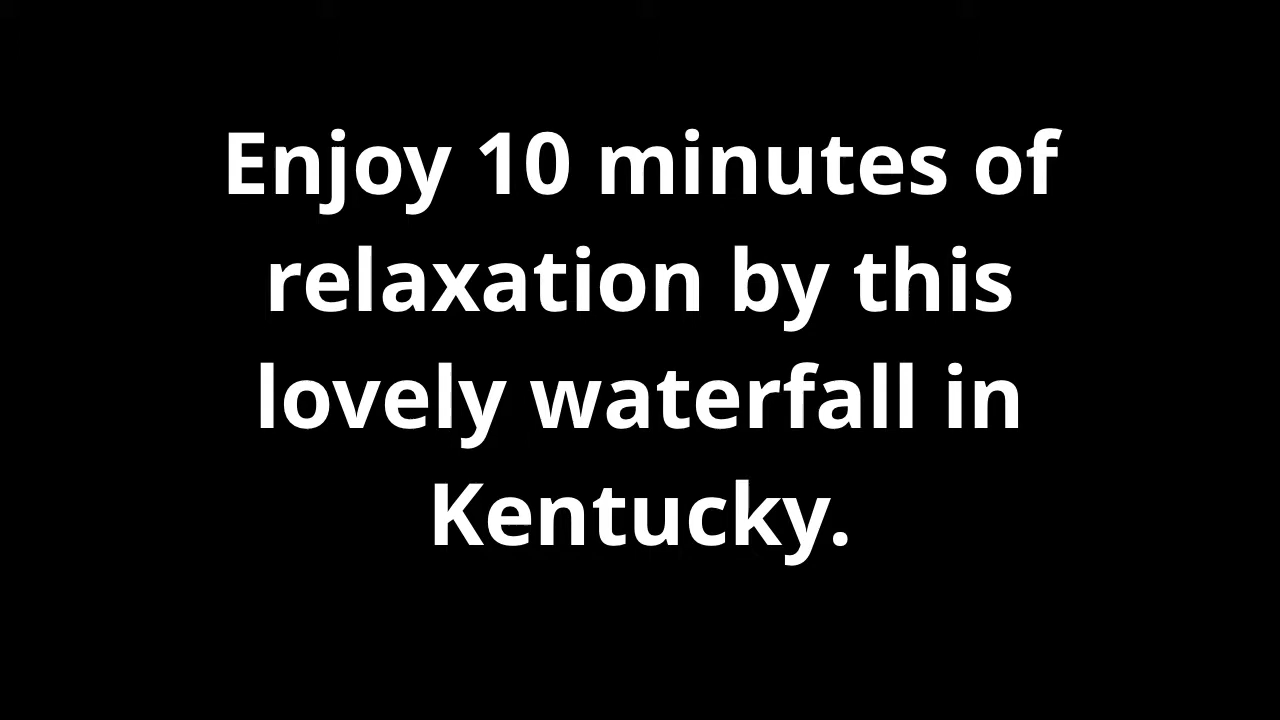 Enjoy 10 minutes of
relaxation by this
lovely waterfall in
Kentucky.